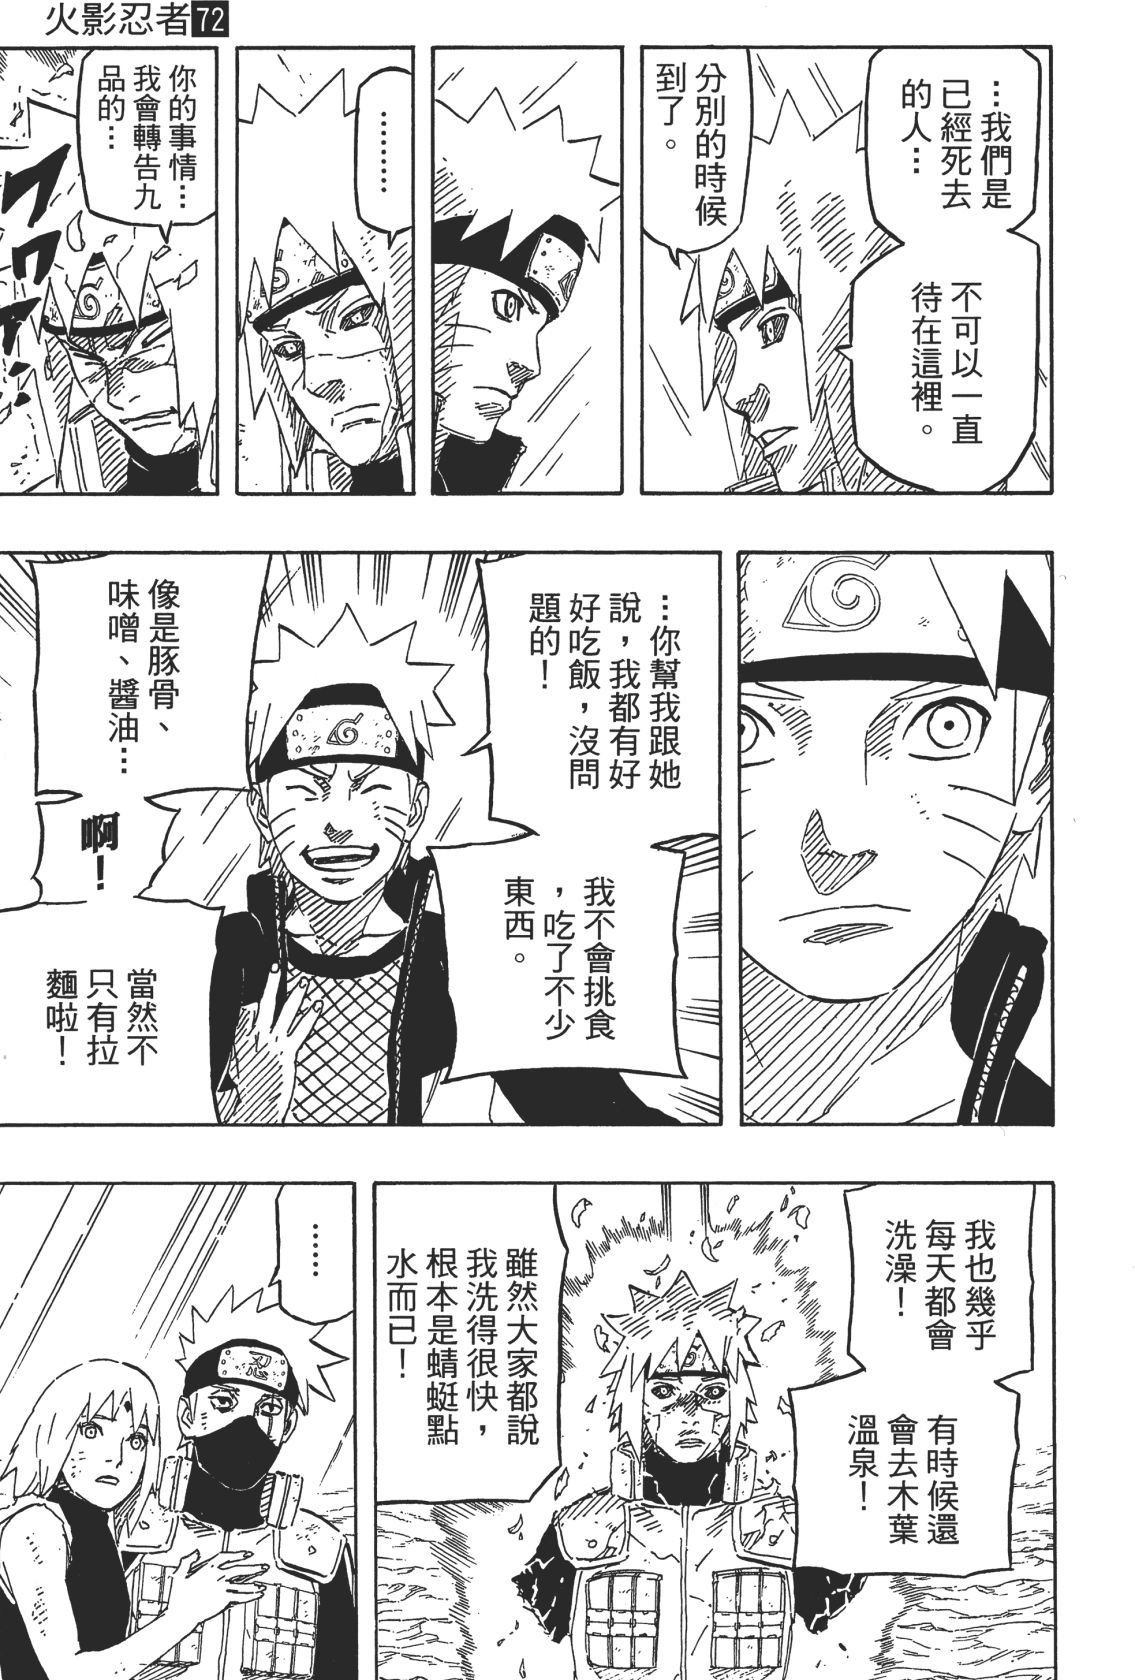 火影忍者72
…我們是
已經死去
的人…
不可以一直
待在這裡。
分別的時候
到了。
………
你的事情…
我會轉告九
品的…
…你幫我跟她
說，我都有好
好吃飯，沒問
題的！
我不會挑食
，吃了不少
東西。
像是豚骨、
味噌、醬油…
啊！
當然不
只有拉
麵啦！
我也幾乎
每天都會
洗澡！
有時候還
會去木葉
溫泉！
雖然大家都說
我洗得很快，
根本是蜻蜓點
水而已！
……